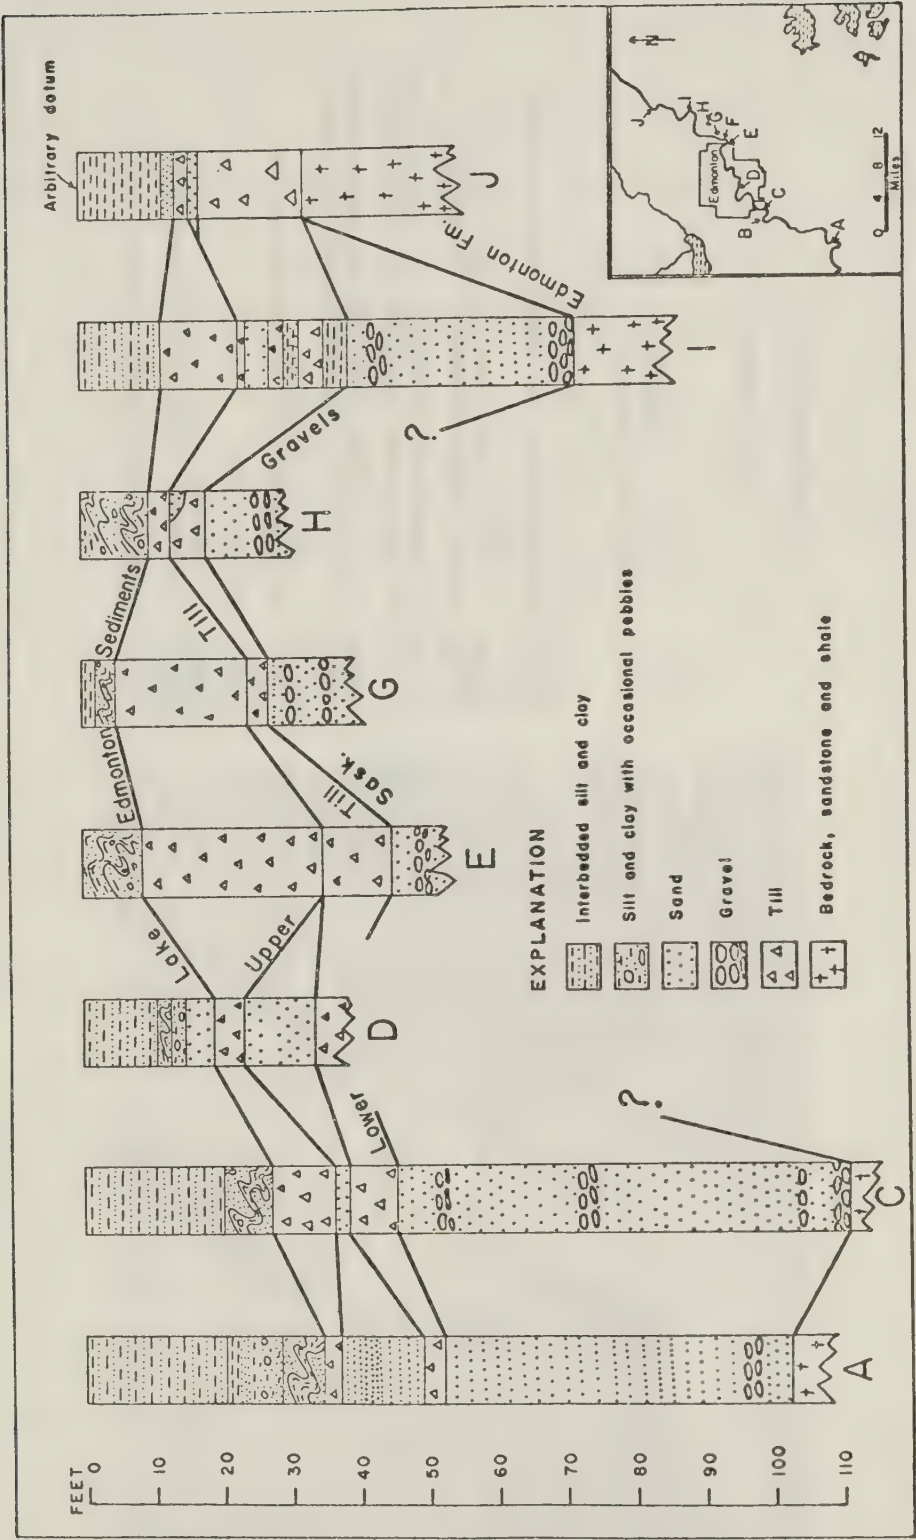 Arbitrary datum
FEET
0
10
20
30
40
50
60
70
80
90
100
110
Lake Edmonton Sediments
Upper Till
Lower Till
Sask. Gravels
Edmonton Fm.
?
?
A
C
D
E
G
H
I
J
EXPLANATION
Interbedded silt and clay
Silt and clay with occasional pebbles
Sand
Gravel
Till
Bedrock, sandstone and shale
N
J
I
H
G
F
E
Edmonton
D
C
B
A
0 4 8 12
Miles